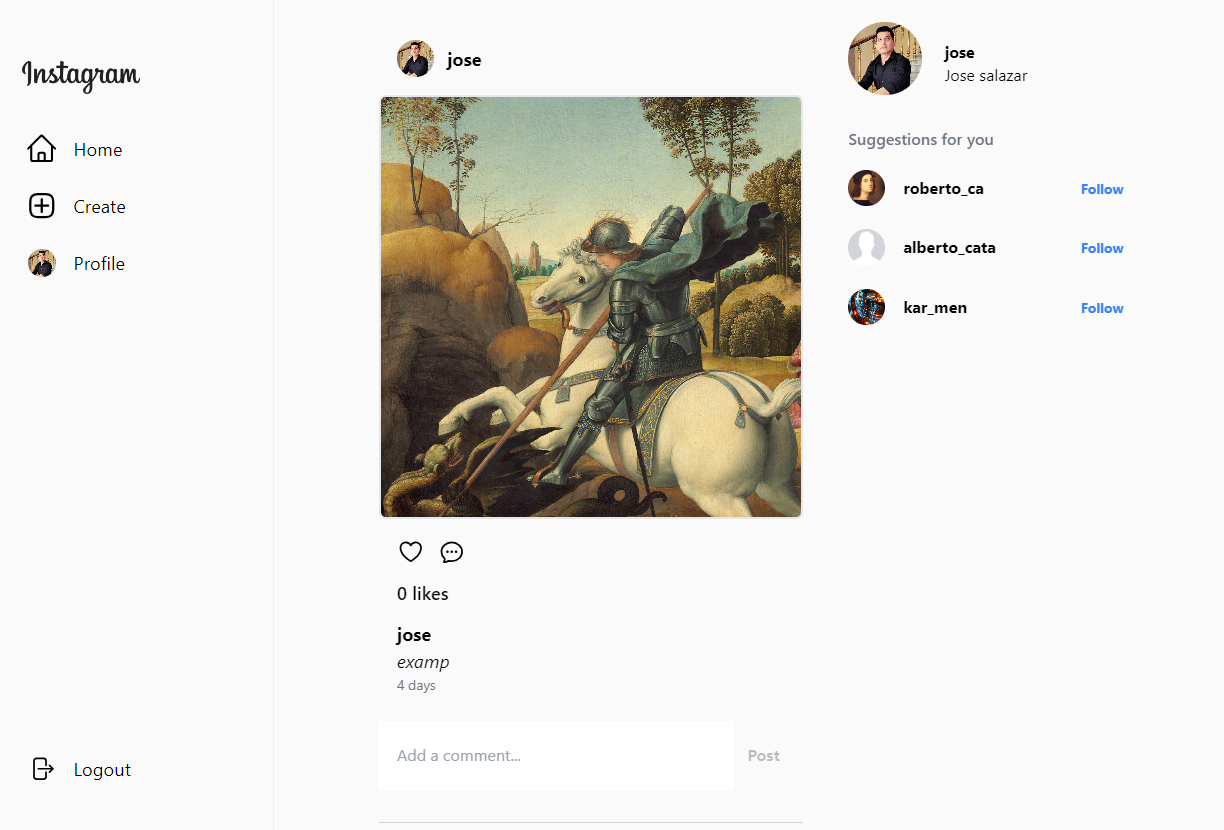 Instagram
Home
Create
Profile
Logout
jose
0 likes
jose
examp
4 days
Add a comment...
Post
jose
Jose salazar
Suggestions for you
roberto_ca Follow
alberto_cata Follow
kar_men Follow